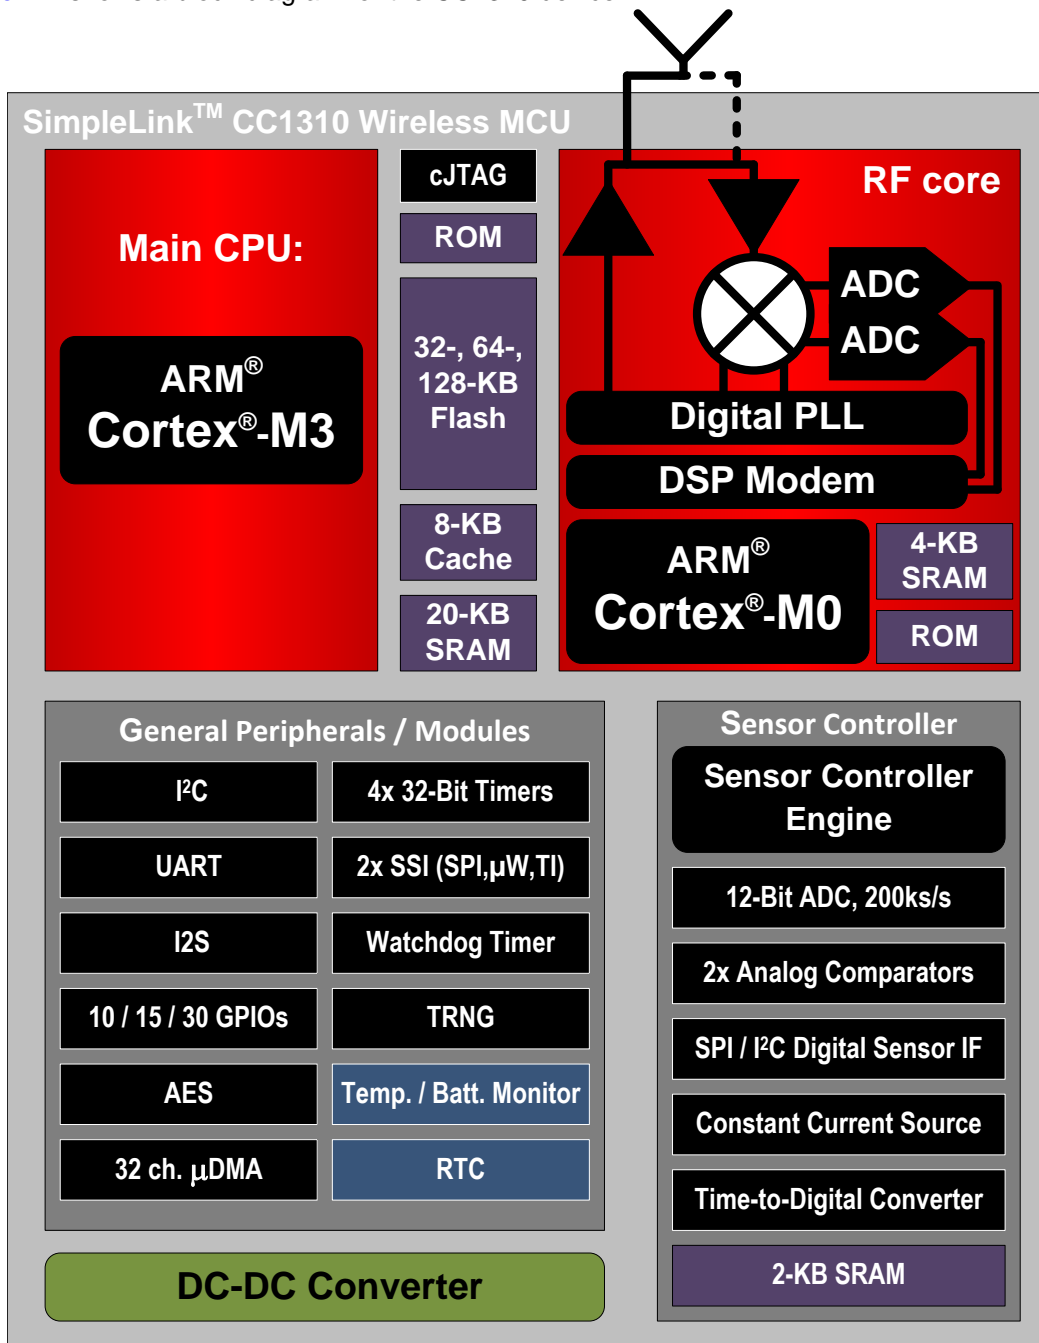 SimpleLink™ CC1310 Wireless MCU
Main CPU:
ARM®
Cortex®-M3
cJTAG
ROM
32-, 64-,
128-KB
Flash
8-KB
Cache
20-KB
SRAM
RF core
ADC
ADC
Digital PLL
DSP Modem
ARM®
Cortex®-M0
4-KB
SRAM
ROM
General Peripherals / Modules
I²C
4x 32-Bit Timers
UART
2x SSI (SPI,µW,TI)
I2S
Watchdog Timer
10 / 15 / 30 GPIOs
TRNG
AES
Temp. / Batt. Monitor
32 ch. µDMA
RTC
Sensor Controller
Sensor Controller
Engine
12-Bit ADC, 200ks/s
2x Analog Comparators
SPI / I²C Digital Sensor IF
Constant Current Source
Time-to-Digital Converter
2-KB SRAM
DC-DC Converter